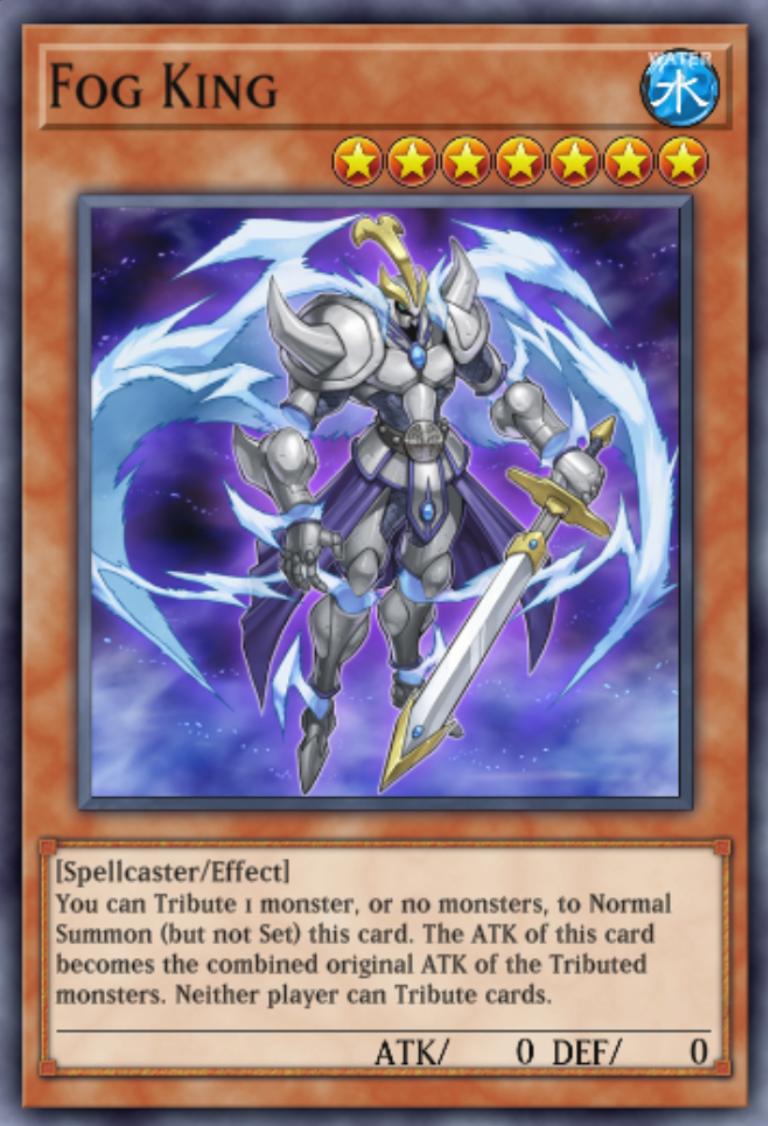 Fog King
WATER
水
[Spellcaster/Effect]
You can Tribute 1 monster, or no monsters, to Normal
Summon (but not Set) this card. The ATK of this card
becomes the combined original ATK of the Tributed
monsters. Neither player can Tribute cards.
ATK/ 0 DEF/ 0